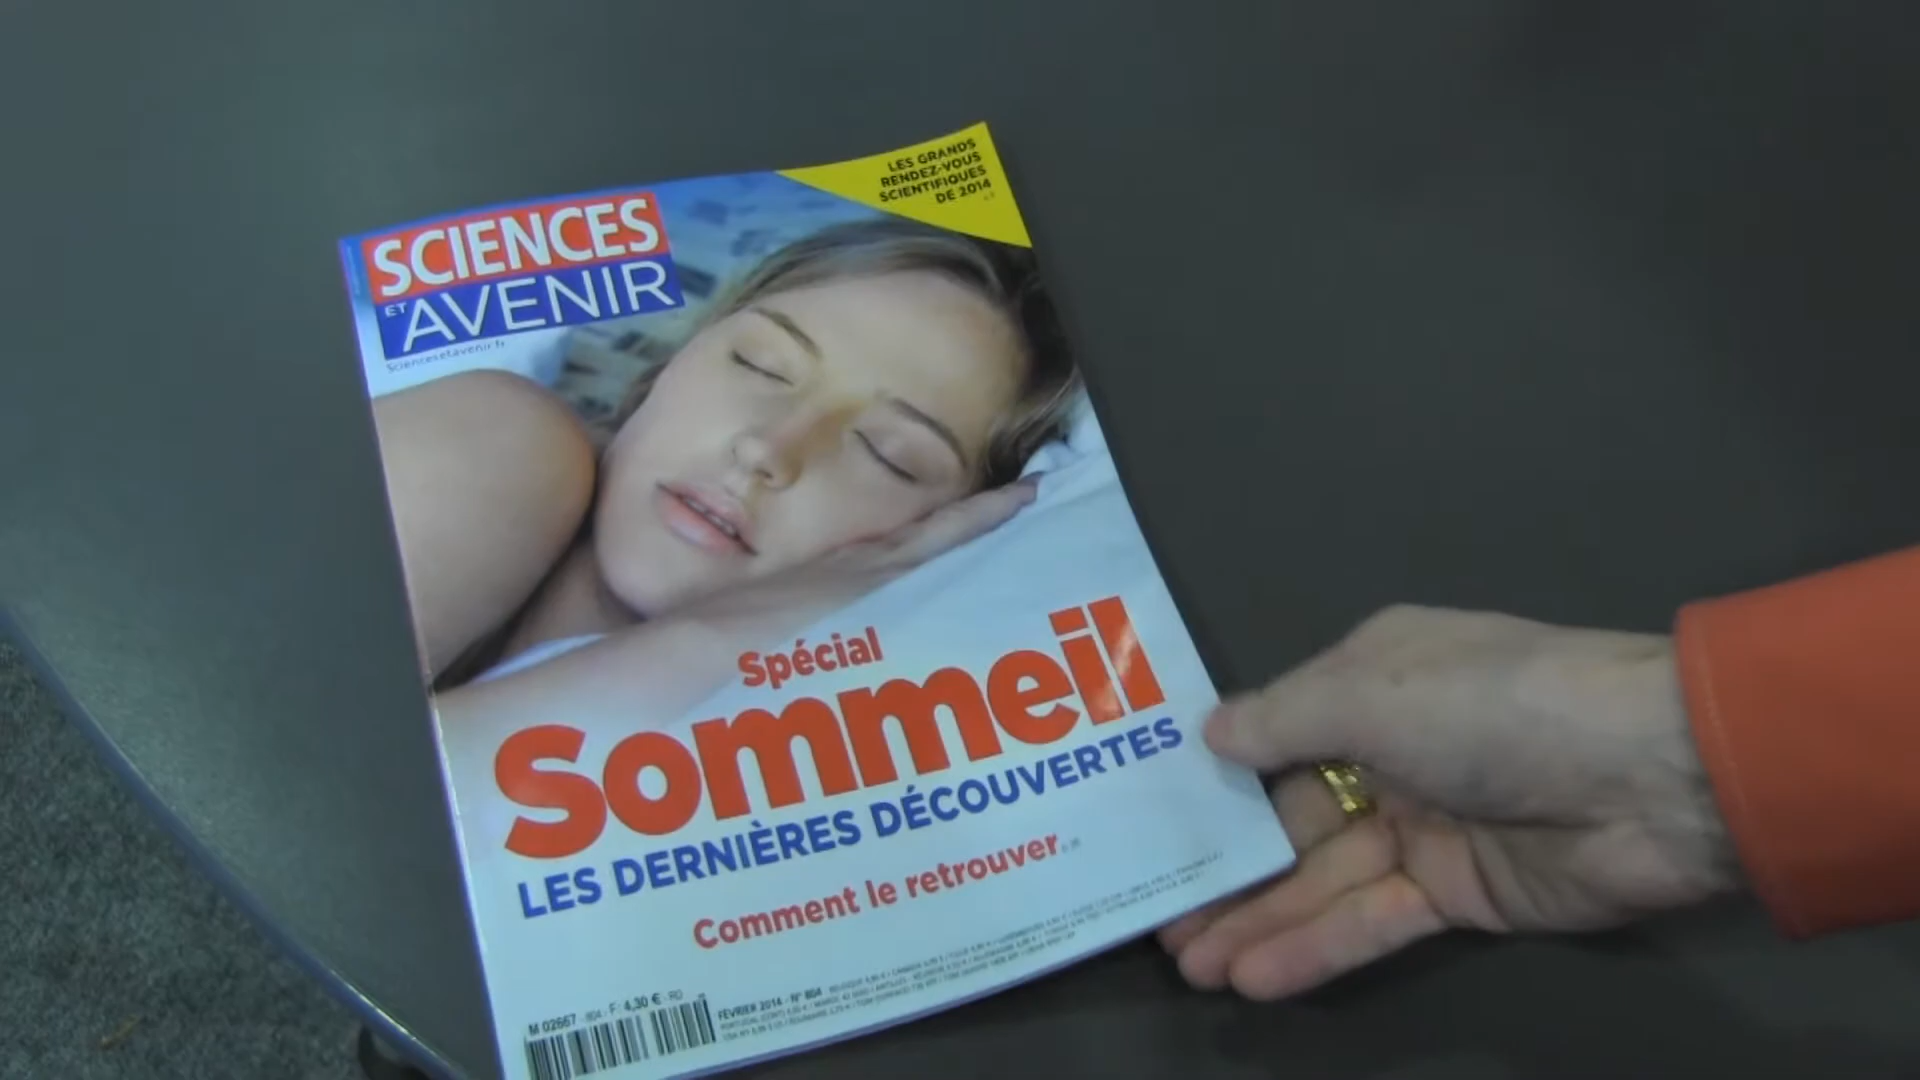 LES GRANDS
RENDEZ-VOUS
SCIENTIFIQUES
DE 2014
SCIENCES
ET AVENIR
Sciencesetavenir.fr
Spécial
Sommeil
LES DERNIÈRES DÉCOUVERTES
Comment le retrouver
M 02667 - 804 - F: 4,30 € - RD
FÉVRIER 2014 - N° 804